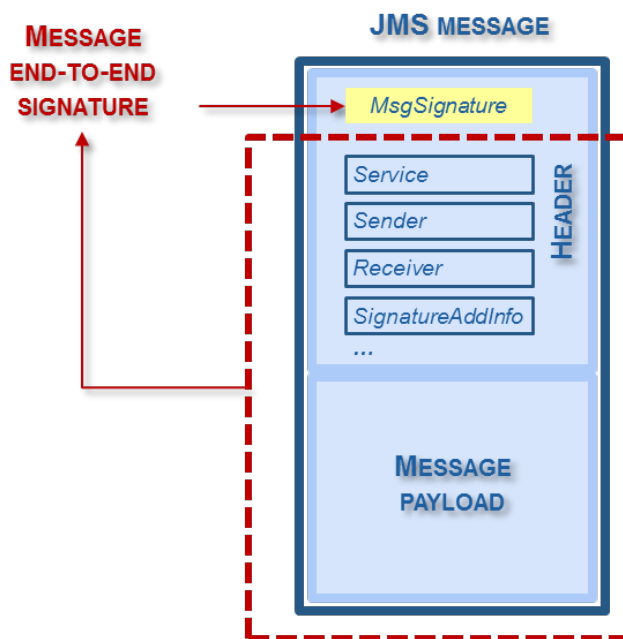 JMS MESSAGE
MESSAGE
END-TO-END
SIGNATURE
MsgSignature
Service
Sender
Receiver
SignatureAddInfo
...
HEADER
MESSAGE
PAYLOAD